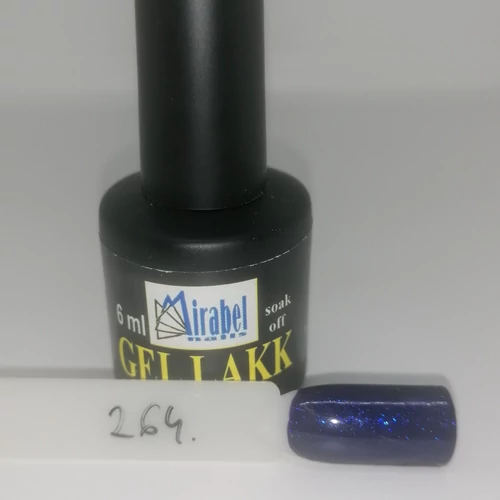 Mirabel
nails
6 ml
soak
off
GEL LAKK
264.